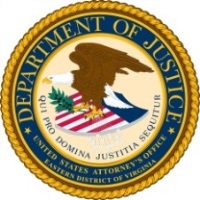 DEPARTMENT OF JUSTICE
QUI PRO DOMINA JUSTITIA SEQUITUR
UNITED STATES ATTORNEY'S OFFICE
EASTERN DISTRICT OF VIRGINIA